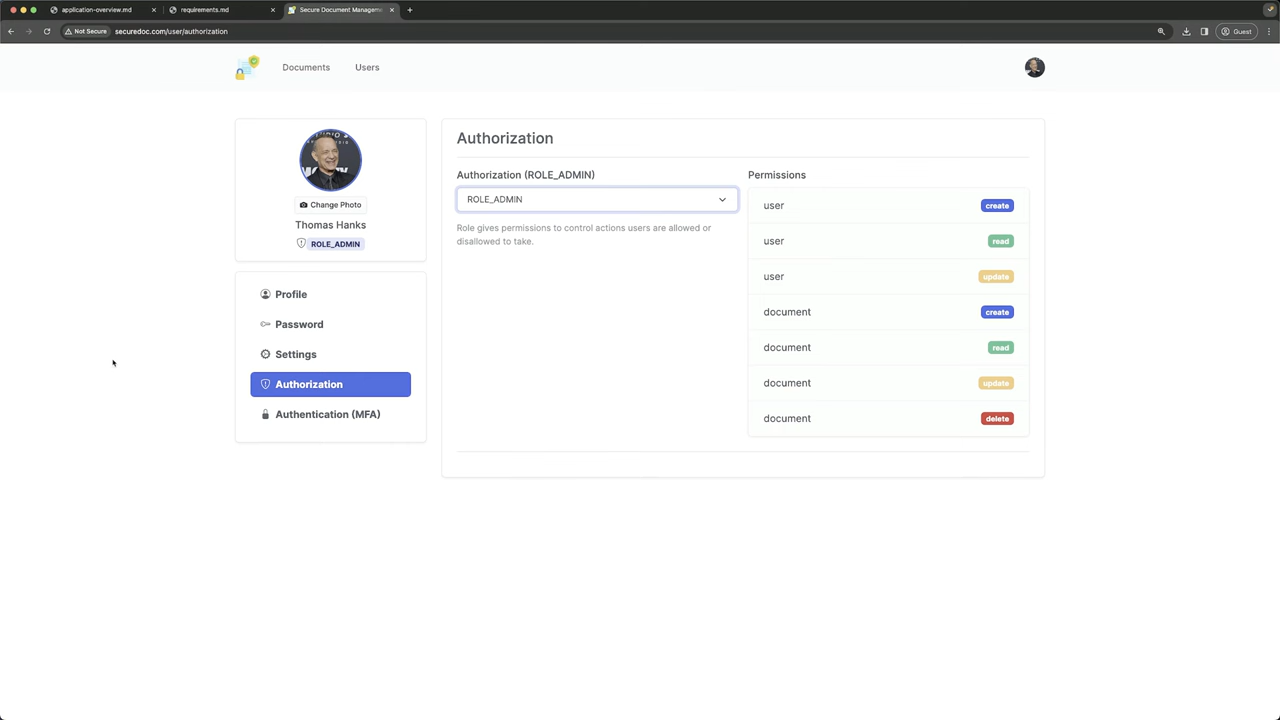 application-overview.md
requirements.md
Secure Document Manageme
Not Secure
securedoc.com/user/authorization
Guest
Documents
Users
Change Photo
Thomas Hanks
ROLE_ADMIN
Profile
Password
Settings
Authorization
Authentication (MFA)
Authorization
Authorization (ROLE_ADMIN)
ROLE_ADMIN
Role gives permissions to control actions users are allowed or
disallowed to take.
Permissions
user create
user read
user update
document create
document read
document update
document delete